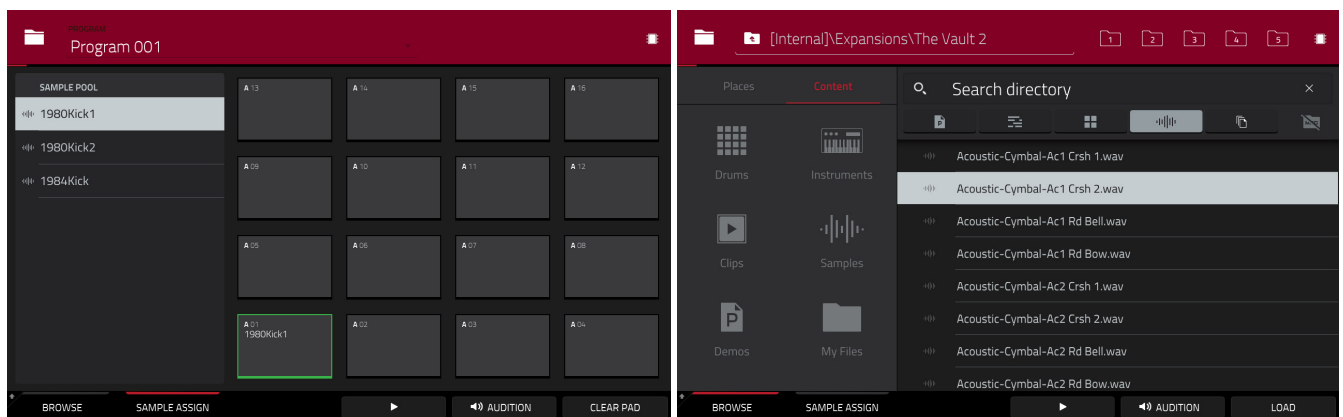 PROGRAM
Program 001
SAMPLE POOL
1980Kick1
1980Kick2
1984Kick
A 13 A 14 A 15 A 16
A 09 A 10 A 11 A 12
A 05 A 06 A 07 A 08
A 01 A 02 A 03 A 04
1980Kick1
BROWSE SAMPLE ASSIGN AUDITION CLEAR PAD
[Internal]\Expansions\The Vault 2 1 2 3 4 5
Places Content
Drums Instruments
Clips Samples
P
Demos My Files
Search directory
P
Acoustic-Cymbal-Ac1 Crsh 1.wav
Acoustic-Cymbal-Ac1 Crsh 2.wav
Acoustic-Cymbal-Ac1 Rd Bell.wav
Acoustic-Cymbal-Ac1 Rd Bow.wav
Acoustic-Cymbal-Ac2 Crsh 1.wav
Acoustic-Cymbal-Ac2 Crsh 2.wav
Acoustic-Cymbal-Ac2 Rd Bell.wav
Acoustic-Cymbal-Ac2 Rd Bow.wav
BROWSE SAMPLE ASSIGN AUDITION LOAD